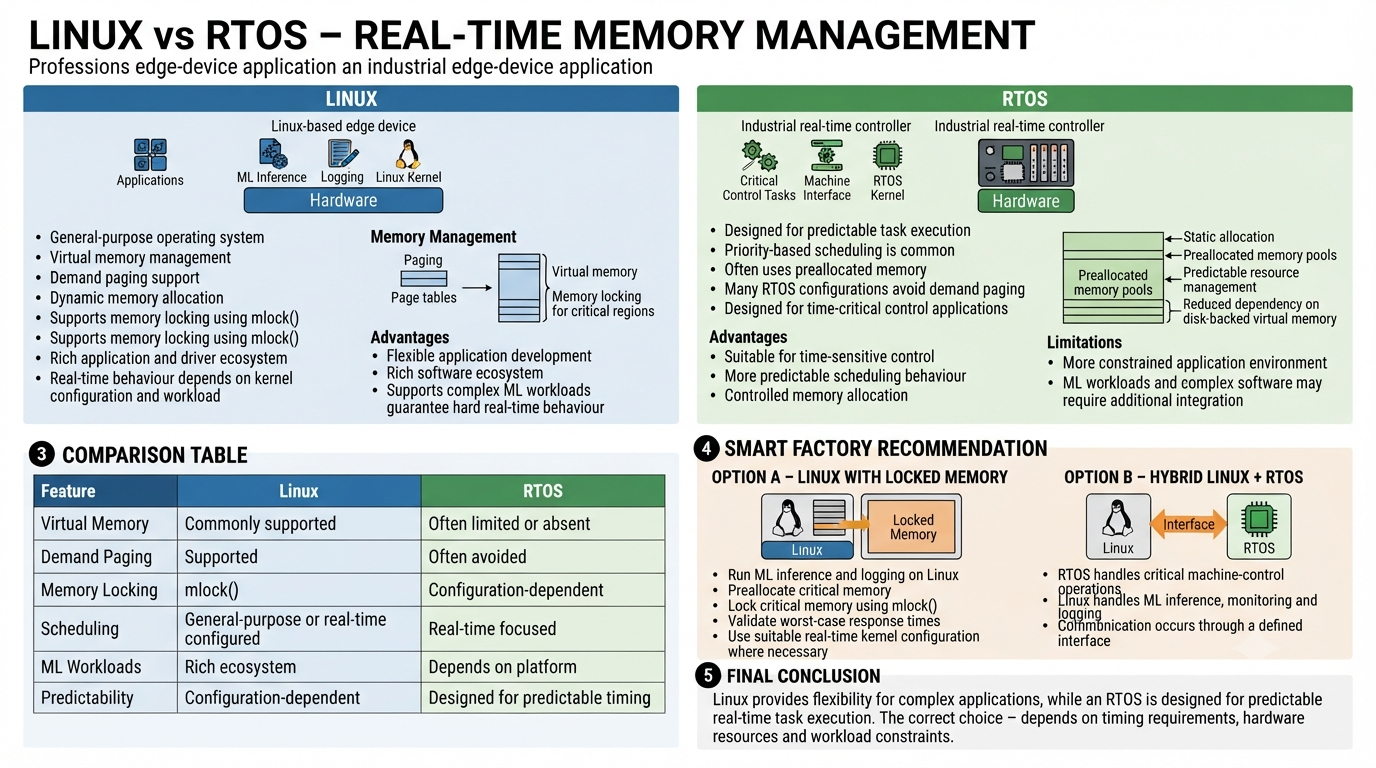 LINUX vs RTOS – REAL-TIME MEMORY MANAGEMENT
Professions edge-device application an industrial edge-device application
LINUX
Linux-based edge device
Applications
ML Inference
Logging
Linux Kernel
Hardware
• General-purpose operating system
• Virtual memory management
• Demand paging support
• Dynamic memory allocation
• Supports memory locking using mlock()
• Supports memory locking using mlock()
• Rich application and driver ecosystem
• Real-time behaviour depends on kernel
configuration and workload
Memory Management
Paging
Page tables
Virtual memory
Memory locking
for critical regions
Advantages
• Flexible application development
• Rich software ecosystem
• Supports complex ML workloads
guarantee hard real-time behaviour
RTOS
Industrial real-time controller
Industrial real-time controller
Critical
Control Tasks
Machine
Interface
RTOS
Kernel
Hardware
• Designed for predictable task execution
• Priority-based scheduling is common
• Often uses preallocated memory
• Many RTOS configurations avoid demand paging
• Designed for time-critical control applications
Advantages
• Suitable for time-sensitive control
• More predictable scheduling behaviour
• Controlled memory allocation
Preallocated
memory pools
Static allocation
Preallocated memory pools
Predictable resource
management
Reduced dependency on
disk-backed virtual memory
Limitations
• More constrained application environment
• ML workloads and complex software may
require additional integration
3 COMPARISON TABLE
Feature Linux RTOS
Virtual Memory Commonly supported Often limited or absent
Demand Paging Supported Often avoided
Memory Locking mlock() Configuration-dependent
Scheduling General-purpose or real-time
configured Real-time focused
ML Workloads Rich ecosystem Depends on platform
Predictability Configuration-dependent Designed for predictable timing
4 SMART FACTORY RECOMMENDATION
OPTION A – LINUX WITH LOCKED MEMORY
Linux
Locked
Memory
• Run ML inference and logging on Linux
• Preallocate critical memory
• Lock critical memory using mlock()
• Validate worst-case response times
• Use suitable real-time kernel configuration
where necessary
OPTION B – HYBRID LINUX + RTOS
Linux
Interface
RTOS
• RTOS handles critical machine-control
operations
• Linux handles ML inference, monitoring and
logging
• Communication occurs through a defined
interface
5 FINAL CONCLUSION
Linux provides flexibility for complex applications, while an RTOS is designed for predictable
real-time task execution. The correct choice – depends on timing requirements, hardware
resources and workload constraints.